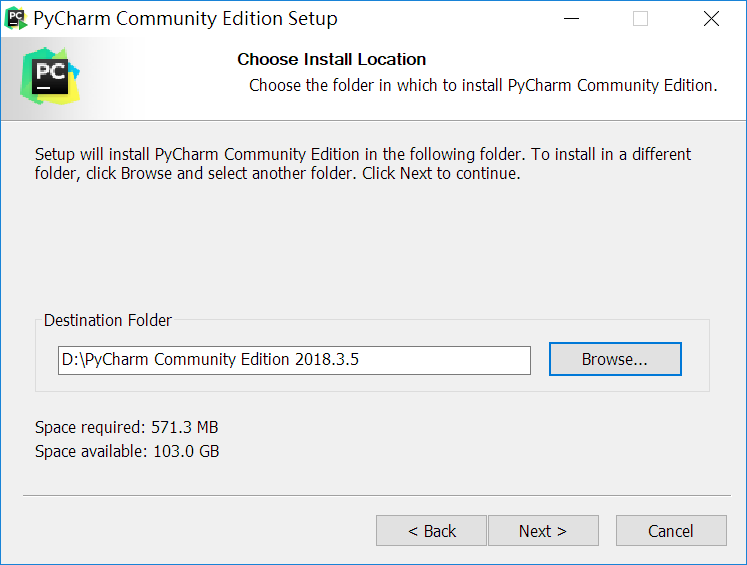 PyCharm Community Edition Setup
PC
Choose Install Location
Choose the folder in which to install PyCharm Community Edition.
Setup will install PyCharm Community Edition in the following folder. To install in a different
folder, click Browse and select another folder. Click Next to continue.
Destination Folder
D:\PyCharm Community Edition 2018.3.5
Browse...
Space required: 571.3 MB
Space available: 103.0 GB
< Back
Next >
Cancel